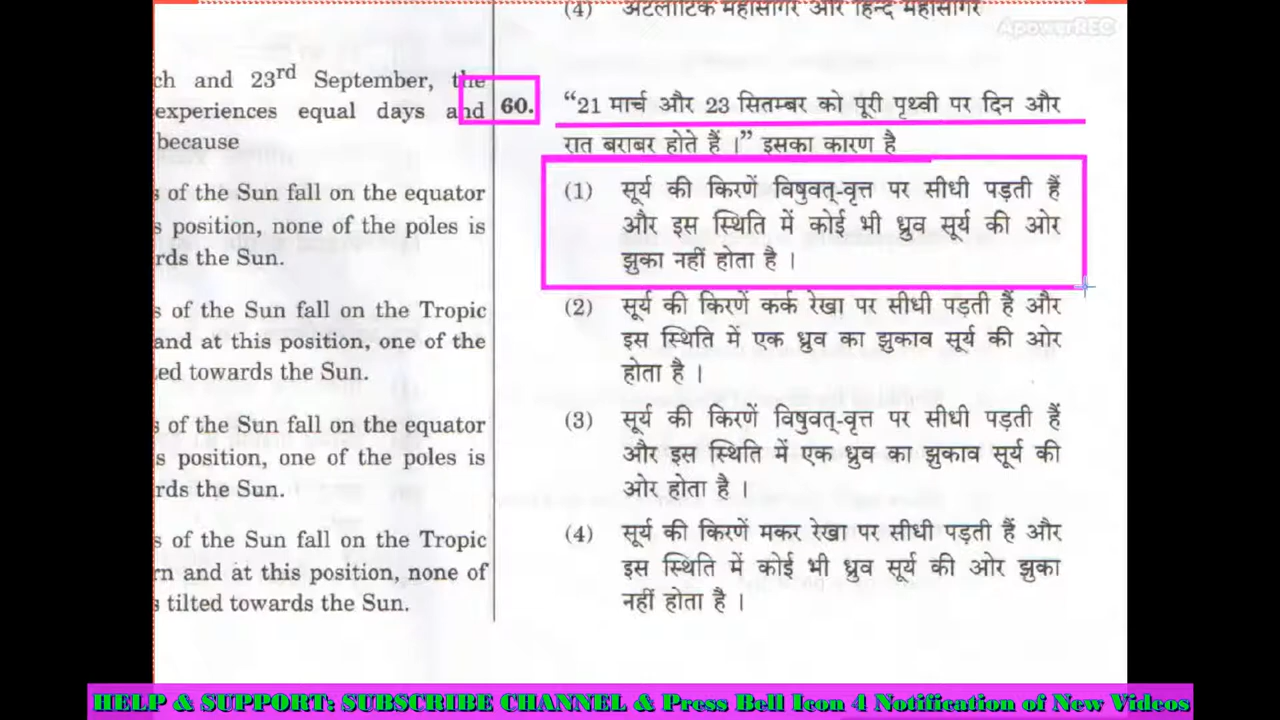 (4) अटलांटिक महासागर और हिन्द महासागर
ApowerREC
ch and 23rd September, the
experiences equal days and
because
s of the Sun fall on the equator
s position, none of the poles is
rds the Sun.
s of the Sun fall on the Tropic
and at this position, one of the
ted towards the Sun.
s of the Sun fall on the equator
s position, one of the poles is
rds the Sun.
s of the Sun fall on the Tropic
rn and at this position, none of
s tilted towards the Sun.
60. “21 मार्च और 23 सितम्बर को पूरी पृथ्वी पर दिन और
रात बराबर होते हैं ।” इसका कारण है
(1) सूर्य की किरणें विषुवत्-वृत्त पर सीधी पड़ती हैं
और इस स्थिति में कोई भी ध्रुव सूर्य की ओर
झुका नहीं होता है ।
(2) सूर्य की किरणें कर्क रेखा पर सीधी पड़ती हैं और
इस स्थिति में एक ध्रुव का झुकाव सूर्य की ओर
होता है ।
(3) सूर्य की किरणें विषुवत्-वृत्त पर सीधी पड़ती हैं
और इस स्थिति में एक ध्रुव का झुकाव सूर्य की
ओर होता है ।
(4) सूर्य की किरणें मकर रेखा पर सीधी पड़ती हैं और
इस स्थिति में कोई भी ध्रुव सूर्य की ओर झुका
नहीं होता है ।
HELP & SUPPORT: SUBSCRIBE CHANNEL & Press Bell Icon 4 Notification of New Videos